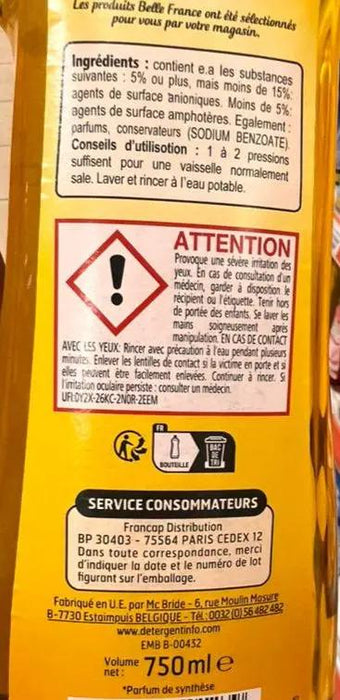 Les produits Belle France ont été sélectionnés
pour vous par votre magasin.
Ingrédients : contient e.a les substances
suivantes : 5% ou plus, mais moins de 15%:
agents de surface anioniques. Moins de 5%:
agents de surface amphotères. Egalement :
parfums, conservateurs (SODIUM BENZOATE).
Conseils d'utilisation : 1 à 2 pressions
suffisent pour une vaisselle normalement
sale. Laver et rincer à l'eau potable.
ATTENTION
Provoque une sévère irritation des
yeux. En cas de consultation d'un
médecin, garder à disposition le
récipient ou l'étiquette. Tenir hors
de portée des enfants. Se laver les
mains soigneusement après
manipulation. EN CAS DE CONTACT
AVEC LES YEUX: Rincer avec précaution à l'eau pendant plusieurs
minutes. Enlever les lentilles de contact si la victime en porte et si
elles peuvent être facilement enlevées. Continuer à rincer. Si
l'irritation oculaire persiste : consulter un médecin.
UFI:DY2X-26KC-2N0R-2EEM
FR
BOUTEILLE
BAC
DE
TRI
SERVICE CONSOMMATEURS
Francap Distribution
BP 30403 - 75564 PARIS CEDEX 12
Dans toute correspondance, merci
d'indiquer la date et le numéro de lot
figurant sur l'emballage.
Fabriqué en U.E. par Mc Bride - 6, rue Moulin Masure
B-7730 Estaimpuis BELGIQUE - Tél.: 0032 (0) 56 482 482
www.detergentinfo.com
EMB B-00432
Volume net : 750 ml e
*Parfum de synthèse